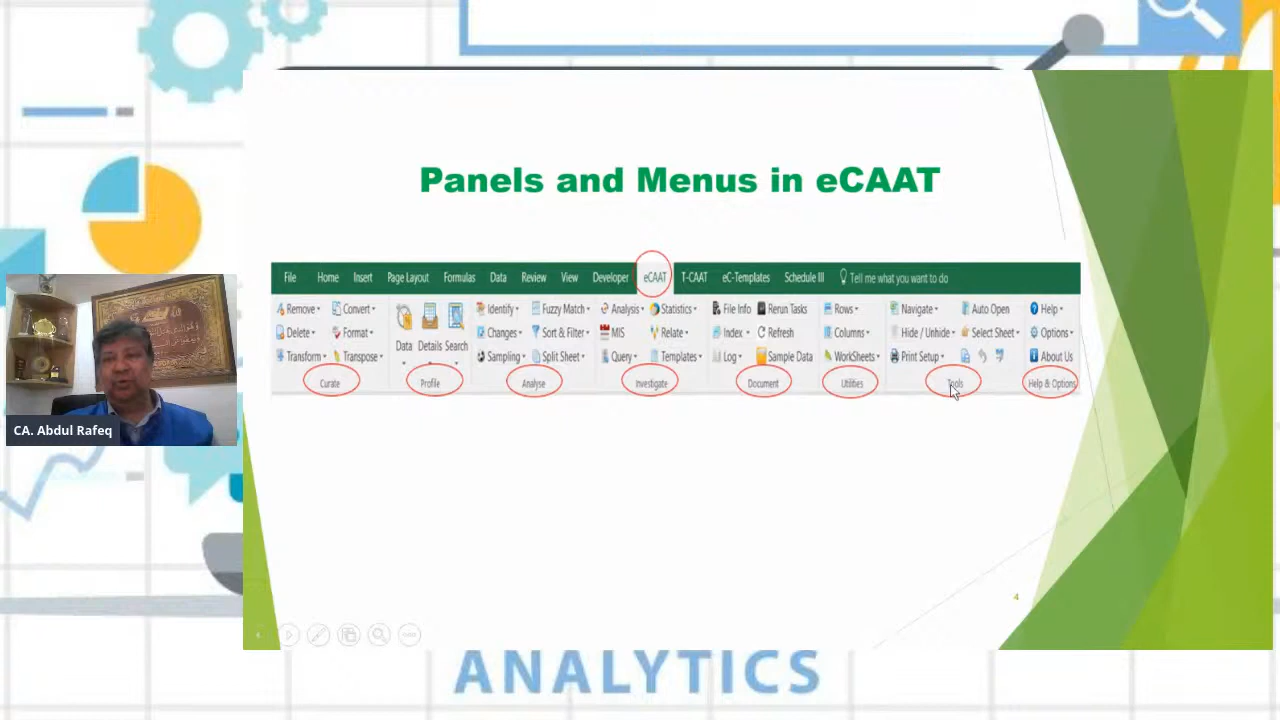 Panels and Menus in eCAAT
File Home Insert Page Layout Formulas Data Review View Developer eCAAT T-CAAT eC-Templates Schedule III Tell me what you want to do
Remove Convert Identify Fuzzy Match Analysis Statistics File Info Rerun Tasks Rows Navigate Auto Open Help
Delete Format Data Details Search Changes Sort & Filter MIS Relate Index Refresh Columns Hide / Unhide Select Sheet Options
Transform Transpose Sampling Split Sheet Query Templates Log Sample Data WorkSheets Print Setup About Us
Curate Profile Analyse Investigate Document Utilities Tools Help & Options
CA. Abdul Rafeq
4
ANALYTICS